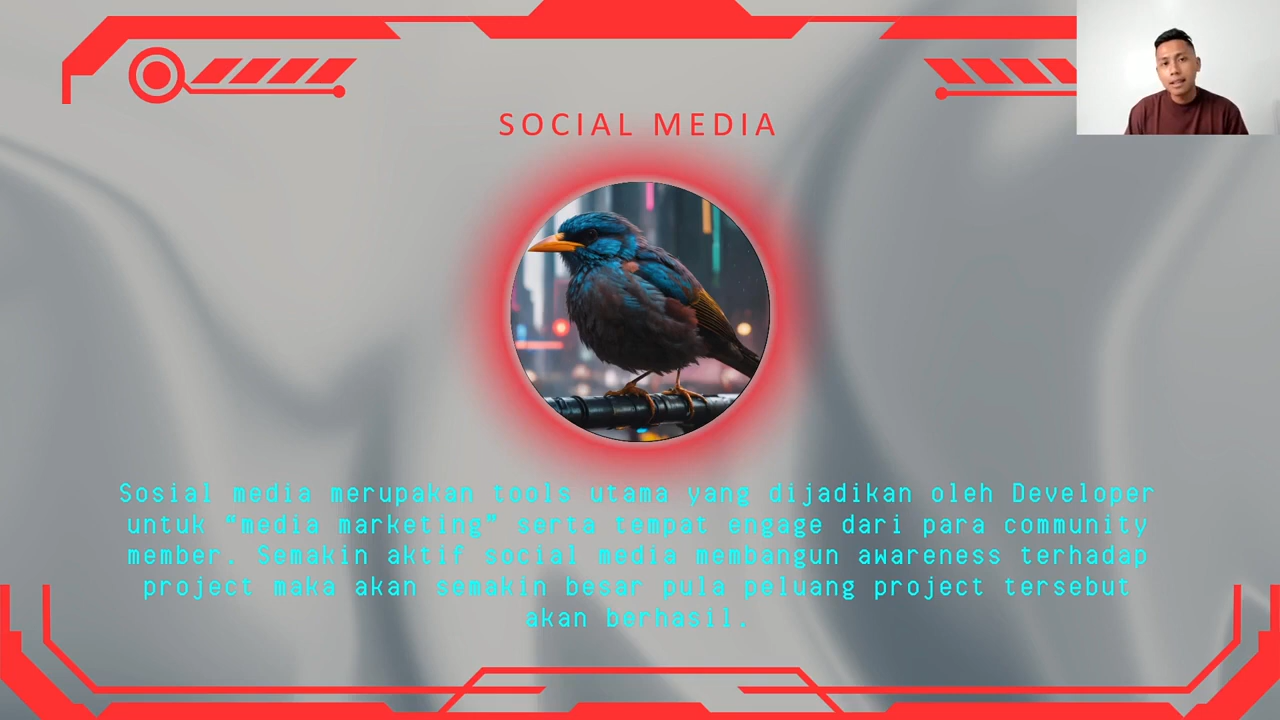 SOCIAL MEDIA
Sosial media merupakan tools utama yang dijadikan oleh Developer
untuk “media marketing” serta tempat engage dari para community
member. Semakin aktif social media membangun awareness terhadap
project maka akan semakin besar pula peluang project tersebut
akan berhasil.